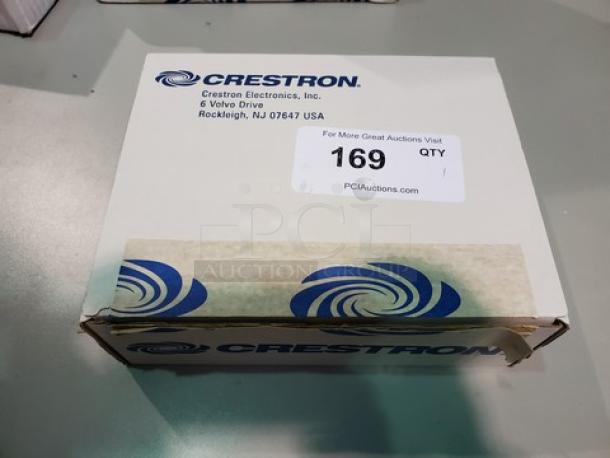 CRESTRON.
Crestron Electronics, Inc.
6 Volvo Drive
Rockleigh, NJ 07647 USA
For More Great Auctions Visit
169 QTY
1
PCIAuctions.com
PCI
AUCTION GROUP
CRESTRON